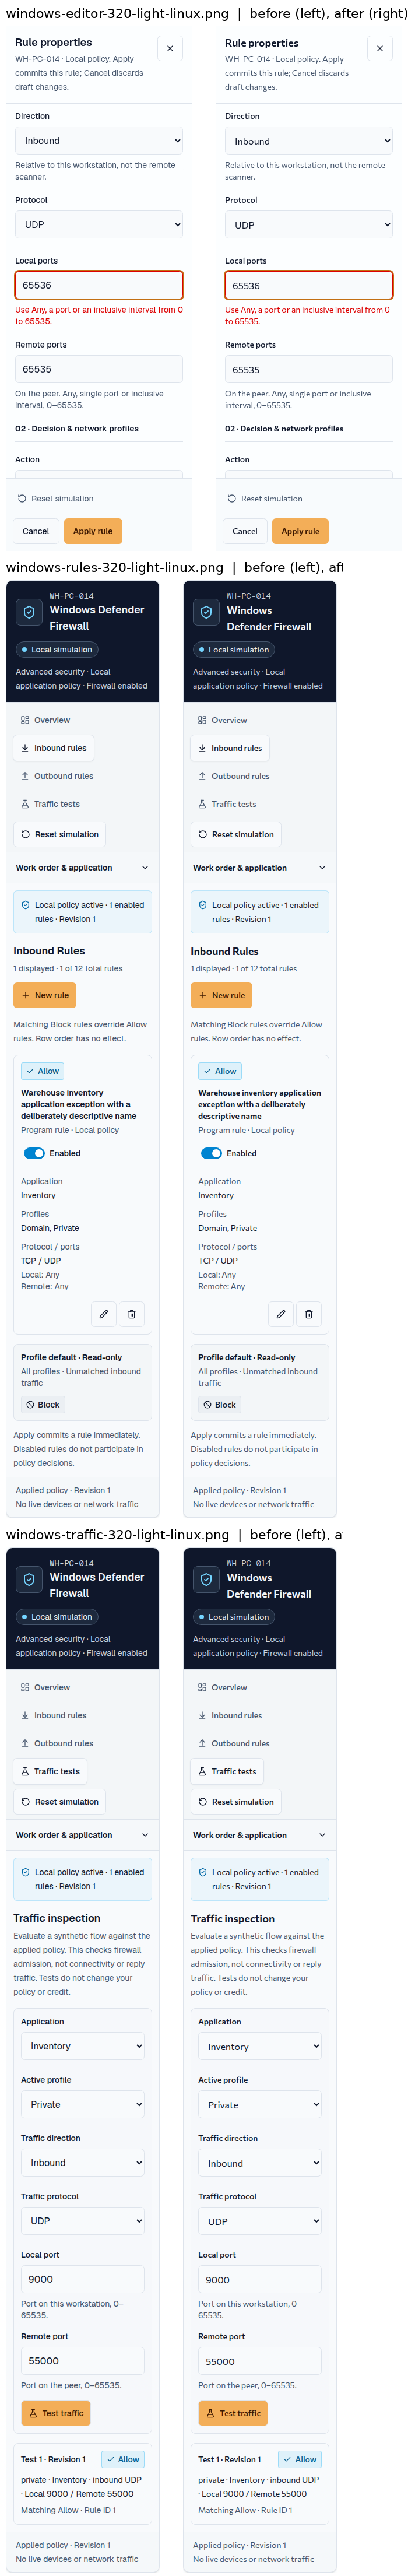 windows-editor-320-light-linux.png | before (left), after (right)
Rule properties
WH-PC-014 · Local policy. Apply
commits this rule; Cancel discards
draft changes.
Direction
Inbound
Relative to this workstation, not the remote
scanner.
Protocol
UDP
Local ports
65536
Use Any, a port or an inclusive interval from 0
to 65535.
Remote ports
65535
On the peer. Any, single port or inclusive
interval, 0–65535.
02 · Decision & network profiles
Action
Reset simulation
Cancel
Apply rule
Rule properties
WH-PC-014 · Local policy. Apply
commits this rule; Cancel discards
draft changes.
Direction
Inbound
Relative to this workstation, not the remote
scanner.
Protocol
UDP
Local ports
65536
Use Any, a port or an inclusive interval from 0
to 65535.
Remote ports
65535
On the peer. Any, single port or inclusive
interval, 0–65535.
02 · Decision & network profiles
Action
Reset simulation
Cancel
Apply rule
windows-rules-320-light-linux.png | before (left), aft
WH-PC-014
Windows Defender
Firewall
Local simulation
Advanced security · Local
application policy · Firewall enabled
Overview
Inbound rules
Outbound rules
Traffic tests
Reset simulation
Work order & application
Local policy active · 1 enabled
rules · Revision 1
Inbound Rules
1 displayed · 1 of 12 total rules
New rule
Matching Block rules override Allow
rules. Row order has no effect.
Allow
Warehouse inventory
application exception with a
deliberately descriptive name
Program rule · Local policy
Enabled
Application
Inventory
Profiles
Domain, Private
Protocol / ports
TCP / UDP
Local: Any
Remote: Any
Profile default · Read-only
All profiles · Unmatched inbound
traffic
Block
Apply commits a rule immediately.
Disabled rules do not participate in
policy decisions.
Applied policy · Revision 1
No live devices or network traffic
WH-PC-014
Windows
Defender Firewall
Local simulation
Advanced security · Local
application policy · Firewall enabled
Overview
Inbound rules
Outbound rules
Traffic tests
Reset simulation
Work order & application
Local policy active · 1 enabled
rules · Revision 1
Inbound Rules
1 displayed · 1 of 12 total rules
New rule
Matching Block rules override Allow
rules. Row order has no effect.
Allow
Warehouse inventory application
exception with a deliberately
descriptive name
Program rule · Local policy
Enabled
Application
Inventory
Profiles
Domain, Private
Protocol / ports
TCP / UDP
Local: Any
Remote: Any
Profile default · Read-only
All profiles · Unmatched inbound
traffic
Block
Apply commits a rule immediately.
Disabled rules do not participate in
policy decisions.
Applied policy · Revision 1
No live devices or network traffic
windows-traffic-320-light-linux.png | before (left), a
WH-PC-014
Windows Defender
Firewall
Local simulation
Advanced security · Local
application policy · Firewall enabled
Overview
Inbound rules
Outbound rules
Traffic tests
Reset simulation
Work order & application
Local policy active · 1 enabled
rules · Revision 1
Traffic inspection
Evaluate a synthetic flow against the
applied policy. This checks firewall
admission, not connectivity or reply
traffic. Tests do not change your
policy or credit.
Application
Inventory
Active profile
Private
Traffic direction
Inbound
Traffic protocol
UDP
Local port
9000
Port on this workstation, 0–
65535.
Remote port
55000
Port on the peer, 0–65535.
Test traffic
Test 1 · Revision 1
Allow
private · Inventory · inbound UDP
· Local 9000 / Remote 55000
Matching Allow · Rule ID 1
Applied policy · Revision 1
No live devices or network traffic
WH-PC-014
Windows
Defender Firewall
Local simulation
Advanced security · Local
application policy · Firewall enabled
Overview
Inbound rules
Outbound rules
Traffic tests
Reset simulation
Work order & application
Local policy active · 1 enabled
rules · Revision 1
Traffic inspection
Evaluate a synthetic flow against the
applied policy. This checks firewall
admission, not connectivity or reply
traffic. Tests do not change your
policy or credit.
Application
Inventory
Active profile
Private
Traffic direction
Inbound
Traffic protocol
UDP
Local port
9000
Port on this workstation, 0–
65535.
Remote port
55000
Port on the peer, 0–65535.
Test traffic
Test 1 · Revision 1
Allow
private · Inventory · inbound UDP
· Local 9000 / Remote 55000
Matching Allow · Rule ID 1
Applied policy · Revision 1
No live devices or network traffic